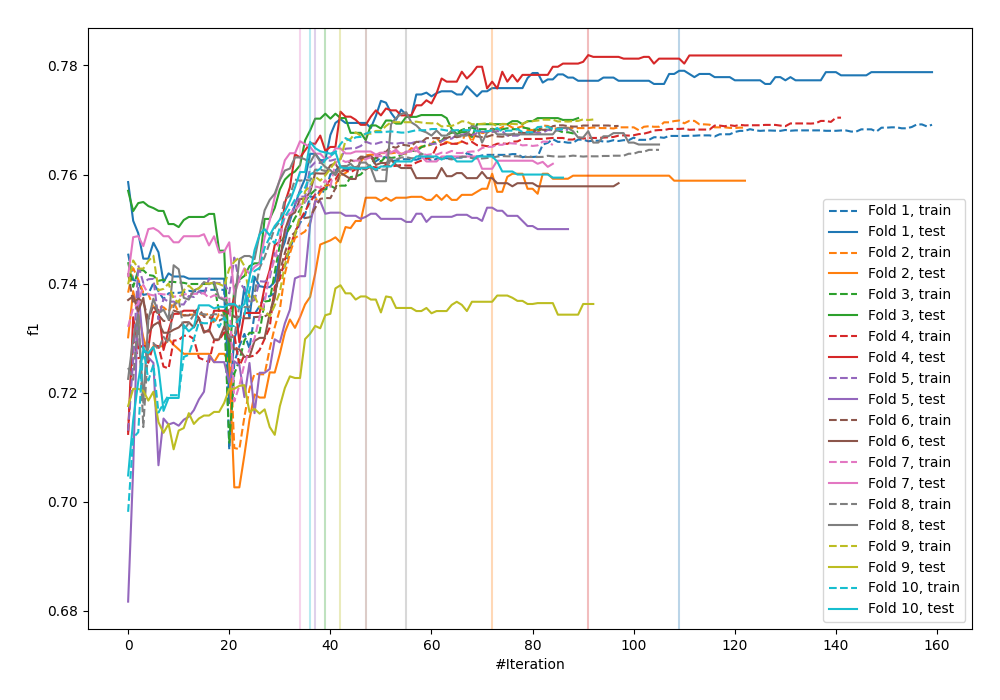 0.78
0.76
0.74
0.72
0.70
0.68
f1
0
20
40
60
80
100
120
140
160
#Iteration
Fold 1, train
Fold 1, test
Fold 2, train
Fold 2, test
Fold 3, train
Fold 3, test
Fold 4, train
Fold 4, test
Fold 5, train
Fold 5, test
Fold 6, train
Fold 6, test
Fold 7, train
Fold 7, test
Fold 8, train
Fold 8, test
Fold 9, train
Fold 9, test
Fold 10, train
Fold 10, test